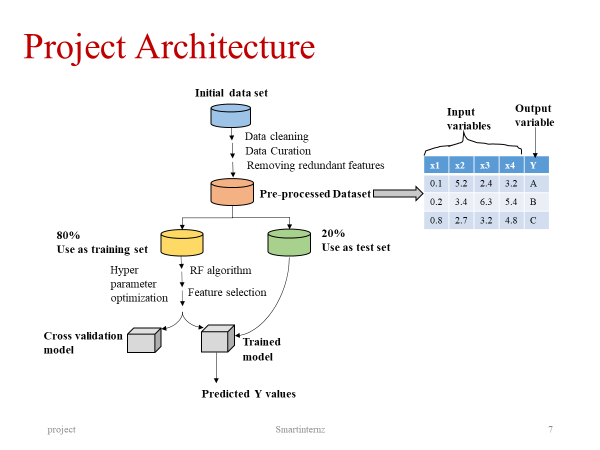 Project Architecture
Initial data set
Data cleaning
Data Curation
Removing redundant features
Pre-processed Dataset
Input
variables
Output
variable
x1 x2 x3 x4 Y
0.1 5.2 2.4 3.2 A
0.2 3.4 6.3 5.4 B
0.8 2.7 3.2 4.8 C
80%
Use as training set
20%
Use as test set
Hyper
parameter
optimization
RF algorithm
Feature selection
Cross validation
model
Trained
model
Predicted Y values
project
Smartinternz
7